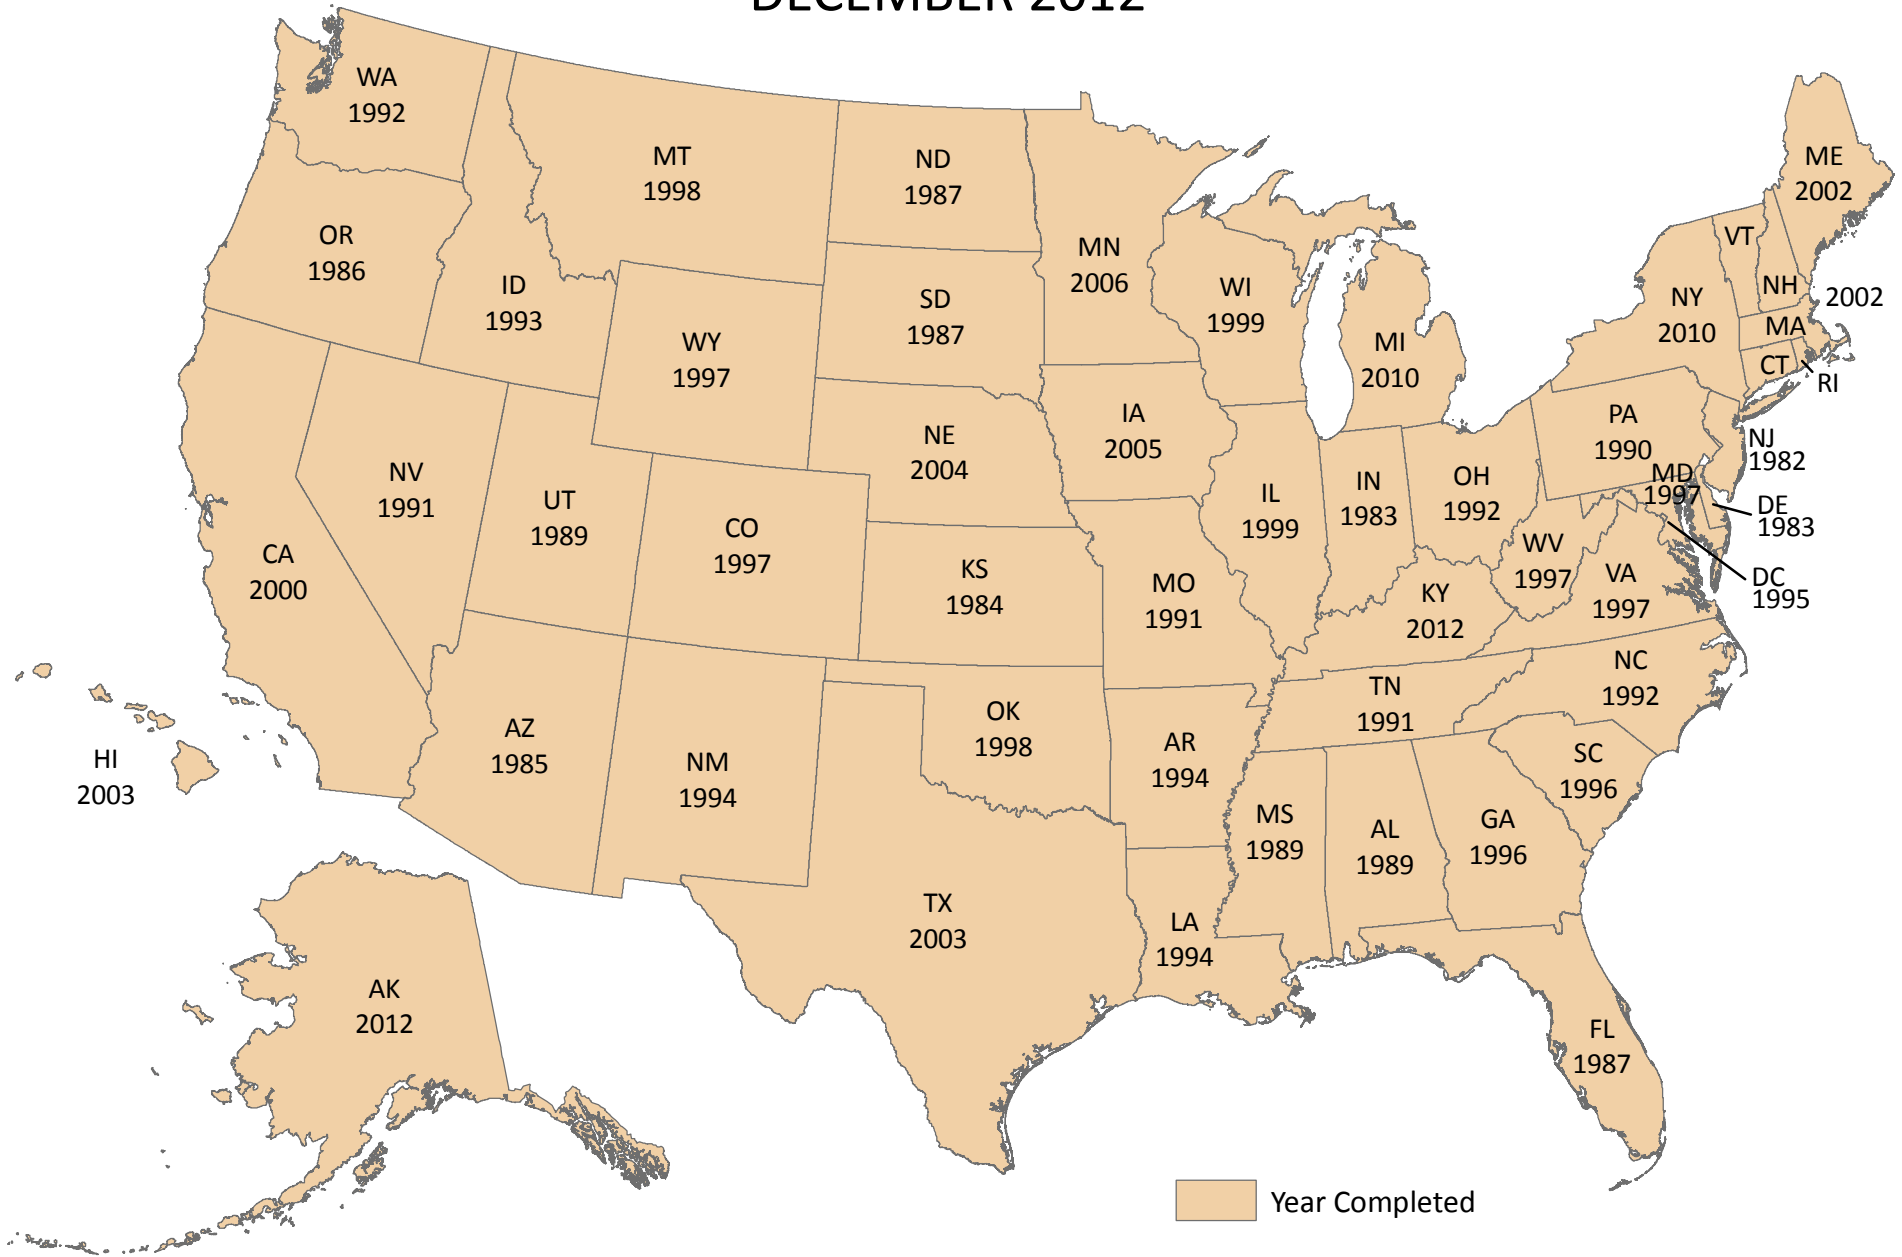 DECEMBER 2012
WA
1992
MT
1998
ND
1987
ME
2002
OR
1986
MN
2006
VT
ID
1993
SD
1987
WI
1999
NH
2002
NY
2010
MA
WY
1997
MI
2010
CT
RI
IA
2005
PA
1990
NE
2004
NJ
1982
NV
1991
UT
1989
MD
1997
OH
1992
IN
1983
IL
1999
DE
1983
CO
1997
CA
2000
WV
1997
KS
1984
VA
1997
DC
1995
MO
1991
KY
2012
NC
1992
TN
1991
OK
1998
AZ
1985
AR
1994
NM
1994
SC
1996
HI
2003
MS
1989
GA
1996
AL
1989
TX
2003
LA
1994
AK
2012
FL
1987
Year Completed